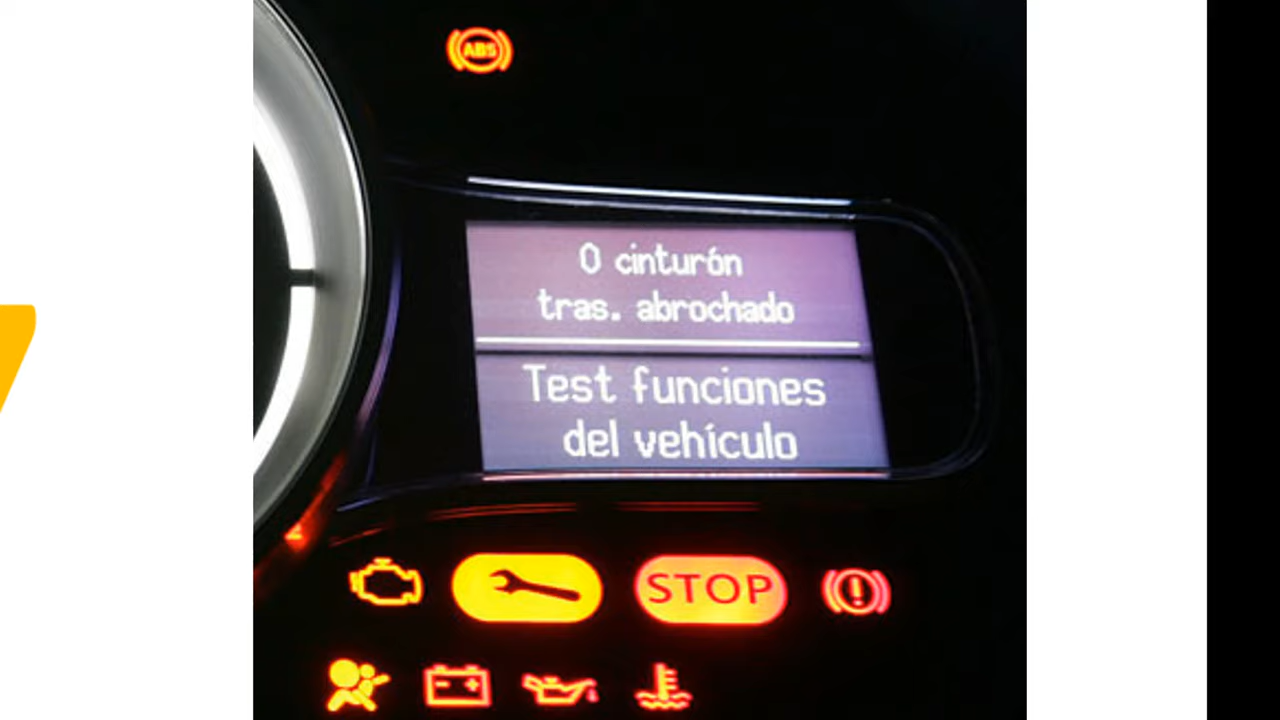 ABS
0 cinturón
tras. abrochado
Test funciones
del vehículo
STOP